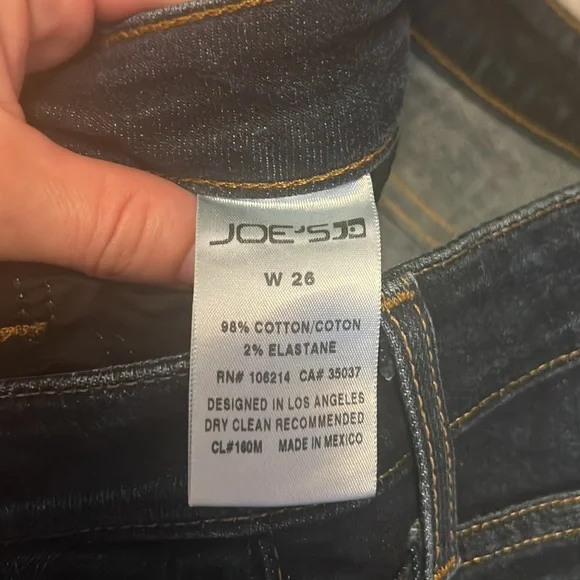 JOE'S
W 26
98% COTTON/COTON
2% ELASTANE
RN# 106214 CA# 35037
DESIGNED IN LOS ANGELES
DRY CLEAN RECOMMENDED
CL#160M MADE IN MEXICO